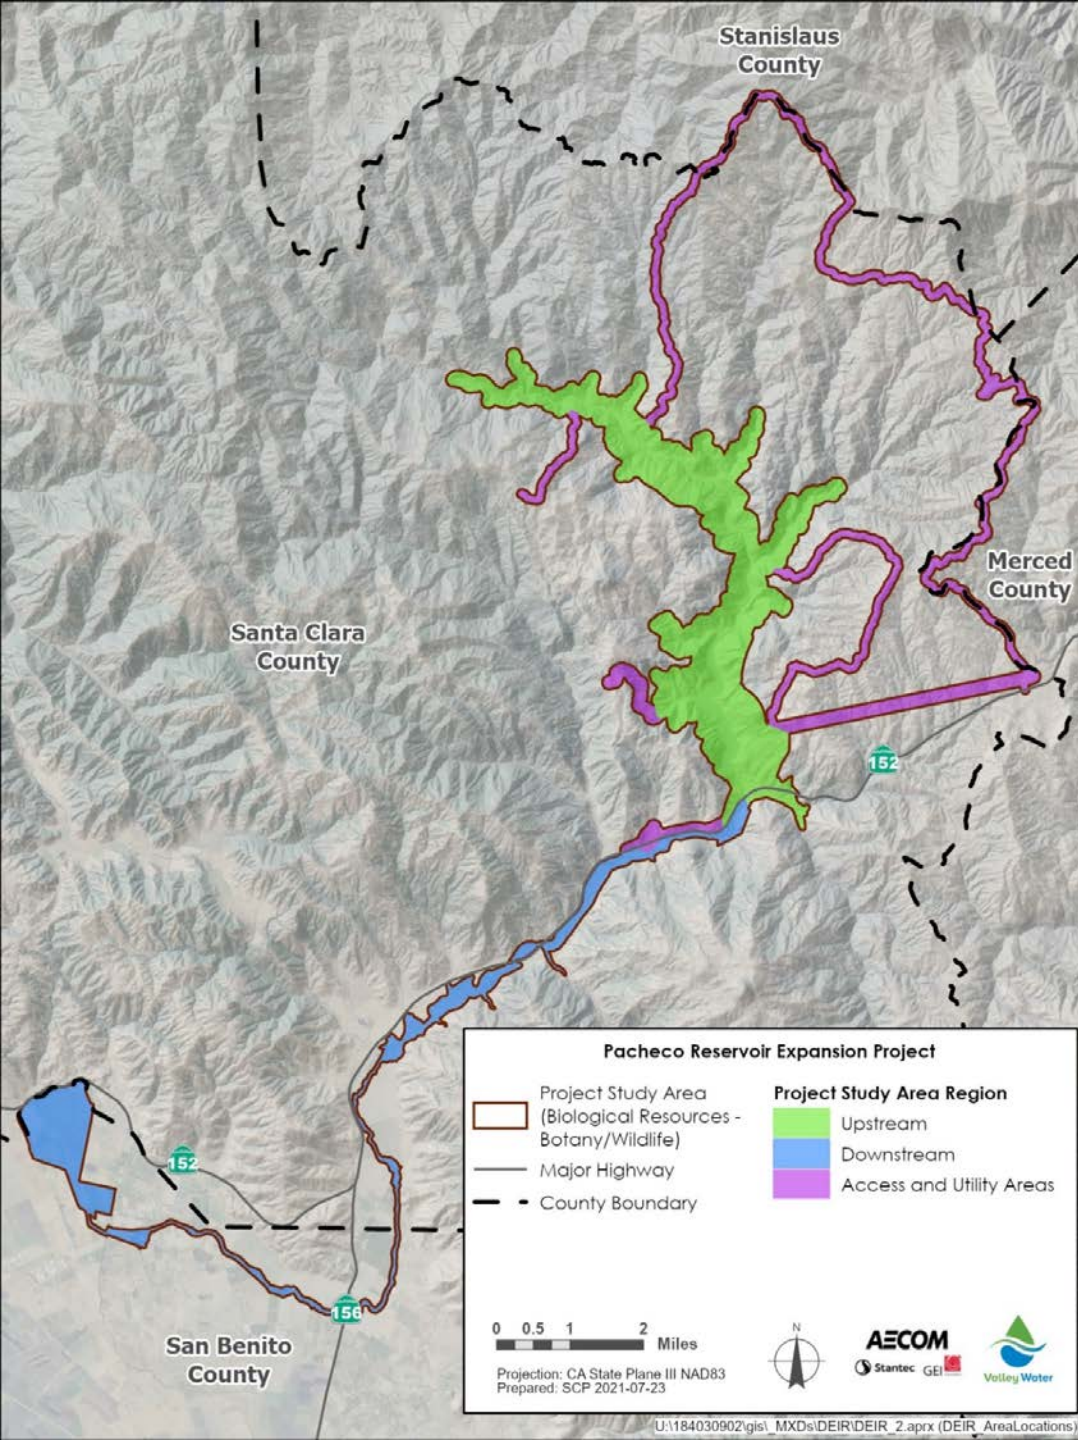 Stanislaus
County
Merced
County
Santa Clara
County
152
152
156
San Benito
County
Pacheco Reservoir Expansion Project
Project Study Area
(Biological Resources -
Botany/Wildlife)
Major Highway
County Boundary
Project Study Area Region
Upstream
Downstream
Access and Utility Areas
0 0.5 1 2
Miles
Projection: CA State Plane III NAD83
Prepared: SCP 2021-07-23
N
AECOM
Stantec GEI
Valley Water
U:\184030902\gis\_MXDs\DEIR\DEIR_2.aprx (DEIR_AreaLocations)